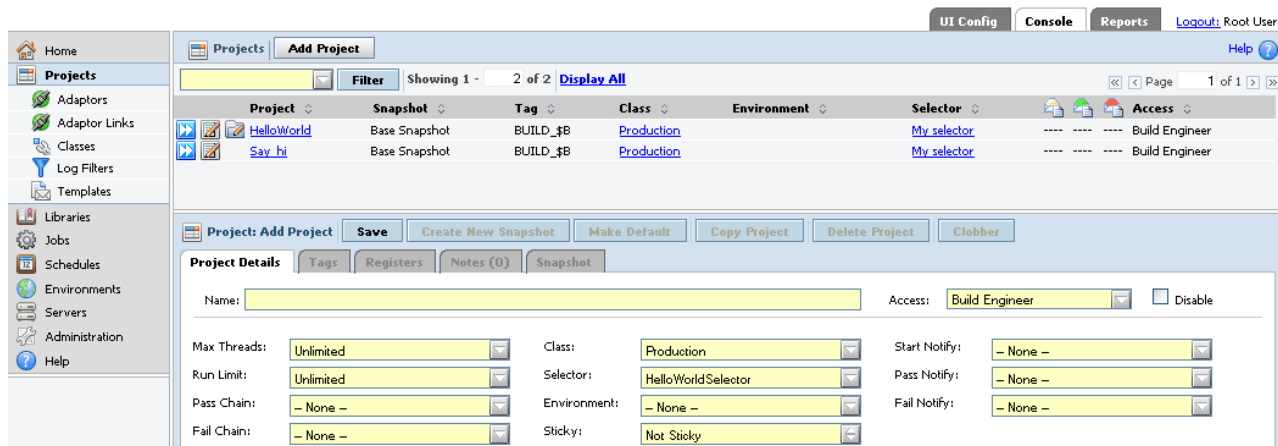 UI Config Console Reports Logout: Root User
Home
Projects
Adaptors
Adaptor Links
Classes
Log Filters
Templates
Libraries
Jobs
12 Schedules
Environments
Servers
Administration
? Help
Projects Add Project Help ?
Filter Showing 1 - 2 of 2 Display All Page 1 of 1
Project Snapshot Tag Class Environment Selector Access
HelloWorld Base Snapshot BUILD_$B Production My selector ---- ---- ---- Build Engineer
Say hi Base Snapshot BUILD_$B Production My selector ---- ---- ---- Build Engineer
Project: Add Project Save Create New Snapshot Make Default Copy Project Delete Project Clobber
Project Details Tags Registers Notes (0) Snapshot
Name: Access: Build Engineer Disable
Max Threads: Unlimited Class: Production Start Notify: – None –
Run Limit: Unlimited Selector: HelloWorldSelector Pass Notify: – None –
Pass Chain: – None – Environment: – None – Fail Notify: – None –
Fail Chain: – None – Sticky: Not Sticky